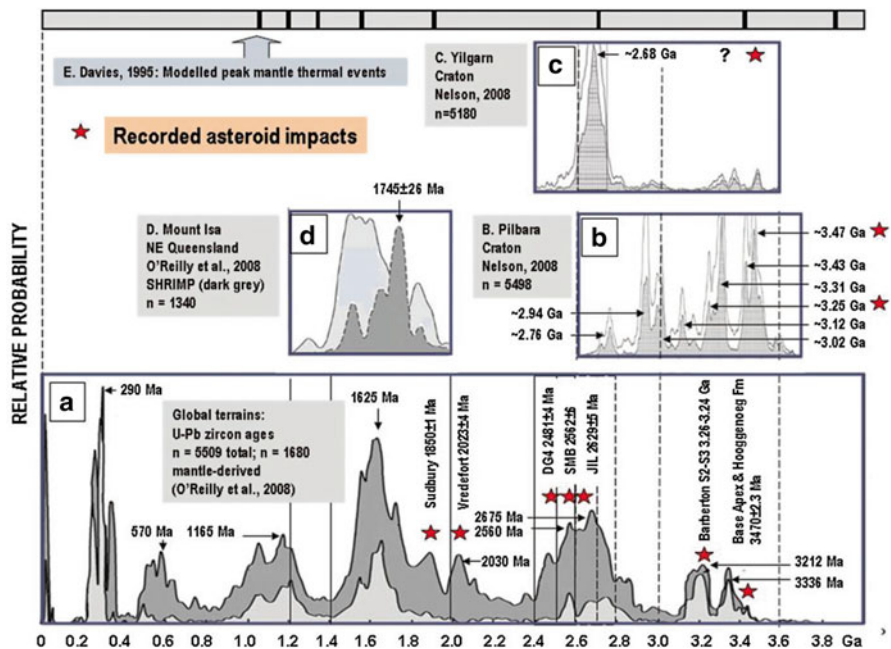 E. Davies, 1995: Modelled peak mantle thermal events
Recorded asteroid impacts
C. Yilgarn
Craton
Nelson, 2008
n=5180
c
~2.68 Ga
?
D. Mount Isa
NE Queensland
O'Reilly et al., 2008
SHRIMP (dark grey)
n = 1340
d
1745±26 Ma
B. Pilbara
Craton
Nelson, 2008
n = 5498
b
~3.47 Ga
~3.43 Ga
~3.31 Ga
~3.25 Ga
~3.12 Ga
~3.02 Ga
~2.94 Ga
~2.76 Ga
RELATIVE PROBABILITY
a
290 Ma
Global terrains:
U-Pb zircon ages
n = 5509 total; n = 1680
mantle-derived
(O'Reilly et al., 2008)
570 Ma
1165 Ma
1625 Ma
Sudbury 1850±1 Ma
Vredefort 2023±4 Ma
2030 Ma
DG4 2481±4 Ma
SMB 2562±6
JIL 2629±5 Ma
2675 Ma
2560 Ma
Barberton S2-S3 3.26-3.24 Ga
Base Apex & Hooggenoeg Fm
3470±2.3 Ma
3212 Ma
3336 Ma
0 0.2 0.4 0.6 0.8 1.0 1.2 1.4 1.6 1.8 2.0 2.2 2.4 2.6 2.8 3.0 3.2 3.4 3.6 3.8 Ga